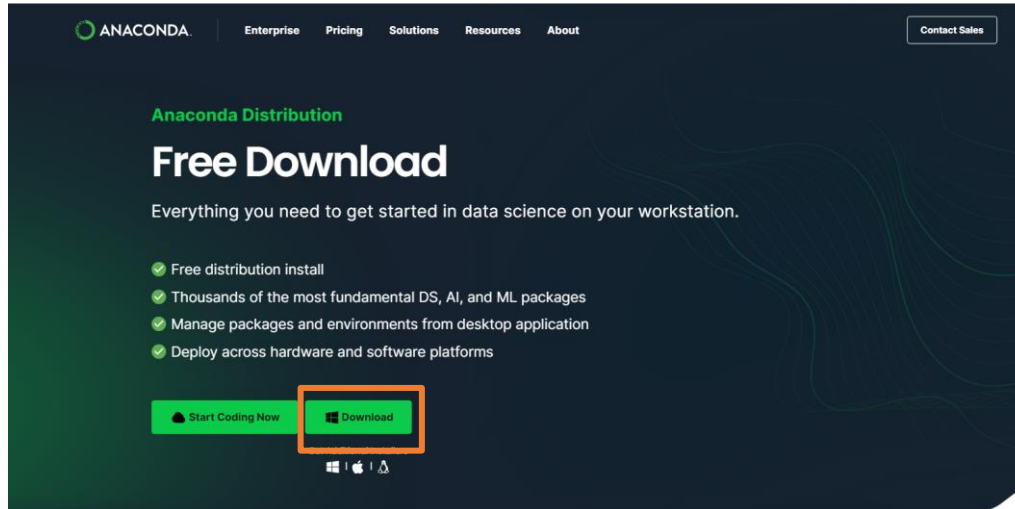 ANACONDA.
Enterprise Pricing Solutions Resources About
Contact Sales
Anaconda Distribution
Free Download
Everything you need to get started in data science on your workstation.
Free distribution install
Thousands of the most fundamental DS, AI, and ML packages
Manage packages and environments from desktop application
Deploy across hardware and software platforms
Start Coding Now
Download